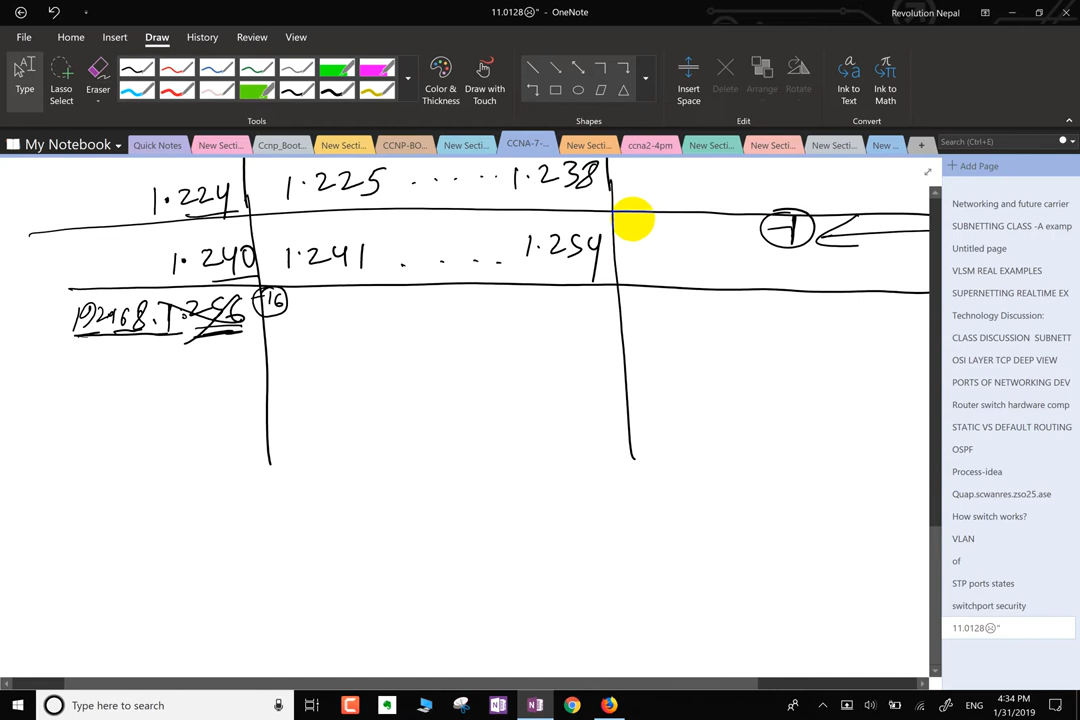 11.0128☹" - OneNote
Revolution Nepal
File Home Insert Draw History Review View
Type
Lasso Select
Eraser
Color & Thickness
Draw with Touch
Insert Space
Delete
Arrange
Rotate
Ink to Text
Ink to Math
Tools
Shapes
Edit
Convert
My Notebook
Quick Notes
New Secti...
Ccnp_Boot...
New Secti...
CCNP-BO...
New Secti...
CCNA-7-...
New Secti...
ccna2-4pm
New Secti...
New Secti...
New Secti...
New ...
Search (Ctrl+E)
Add Page
Networking and future carrier
SUBNETTING CLASS -A examp
Untitled page
VLSM REAL EXAMPLES
SUPERNETTING REALTIME EX
Technology Discussion:
CLASS DISCUSSION SUBNETT
OSI LAYER TCP DEEP VIEW
PORTS OF NETWORKING DEV
Router switch hardware comp
STATIC VS DEFAULT ROUTING
OSPF
Process-idea
Quap.scwanres.zso25.ase
How switch works?
VLAN
of
STP ports states
switchport security
11.0128☹"
1.224 1.225 ...... 1.238
1.240 1.241 ..... 1.254
-1
-16
Type here to search
ENG
4:34 PM
1/31/2019